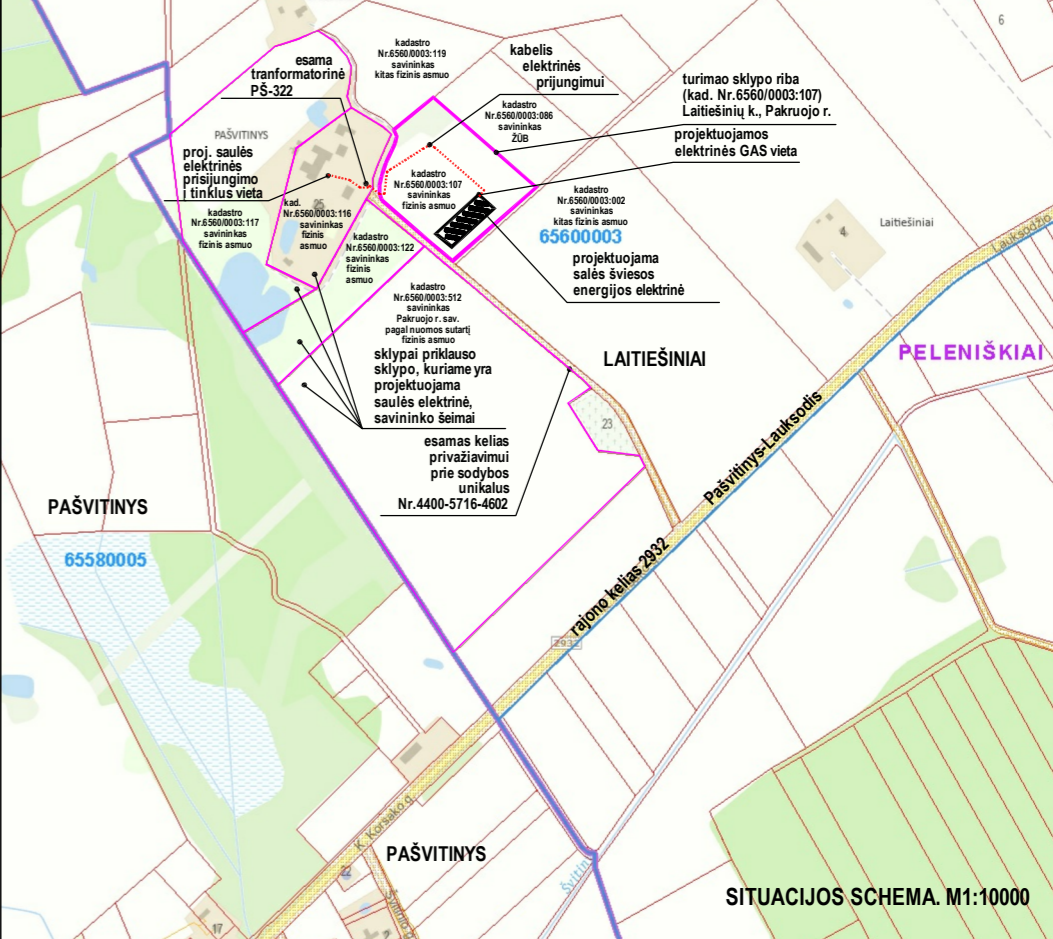 6
kadastro
Nr.6560/0003:119
savininkas
kitas fizinis asmuo
esama
tranformatorinė
PŠ-322
kabelis
elektrinės
prijungimui
turimao sklypo riba
(kad. Nr.6560/0003:107)
Laitiešinių k., Pakruojo r.
kadastro
Nr.6560/0003:086
savininkas
ŽŪB
projektuojamos
elektrinės GAS vieta
PAŠVITINYS
proj. saulės
elektrinės
prisijungimo
į tinklus vieta
kadastro
Nr.6560/0003:107
savininkas
fizinis asmuo
kadastro
Nr.6560/0003:002
savininkas
kitas fizinis asmuo
65600003
25
kad.
Nr.6560/0003:116
savininkas
fizinis
asmuo
kadastro
Nr.6560/0003:117
savininkas
fizinis asmuo
kadastro
Nr.6560/0003:122
savininkas
fizinis
asmuo
4
Laitiešiniai
Lauksodžio
projektuojama
salės šviesos
energijos elektrinė
kadastro
Nr.6560/0003:512
savininkas
Pakruojo r. sav.
pagal nuomos sutartį
fizinis asmuo
sklypai priklauso
sklypo, kuriame yra
projektuojama
saulės elektrinė,
savininko šeimai
LAITIEŠINIAI
PELENIŠKIAI
23
esamas kelias
privažiavimui
prie sodybos
unikalus
Nr.4400-5716-4602
PAŠVITINYS
65580005
rajono kelias 2932
Pašvitinys-Lauksodis
2932
K. Korsako g.
PAŠVITINYS
22
17
2
Švitinio g.
Švitin
SITUACIJOS SCHEMA. M1:10000